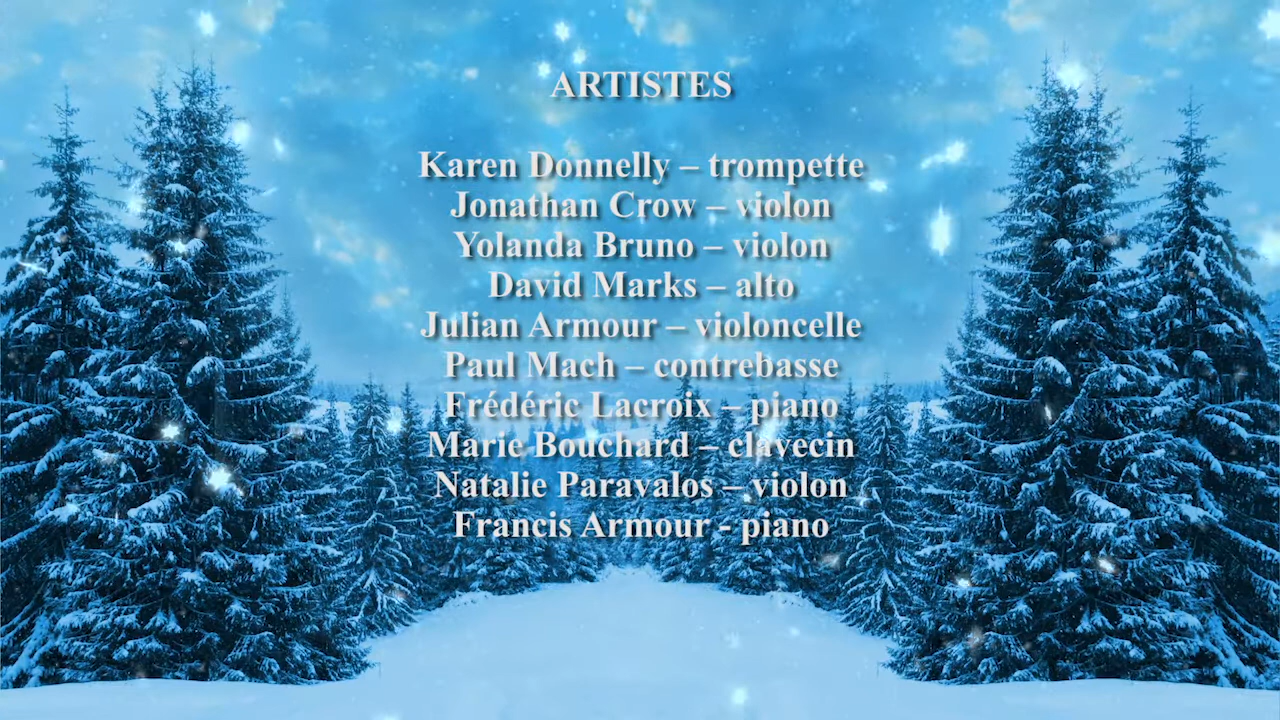 ARTISTES
Karen Donnelly – trompette
Jonathan Crow – violon
Yolanda Bruno – violon
David Marks – alto
Julian Armour – violoncelle
Paul Mach – contrebasse
Frédéric Lacroix – piano
Marie Bouchard – clavecin
Natalie Paravalos – violon
Francis Armour - piano